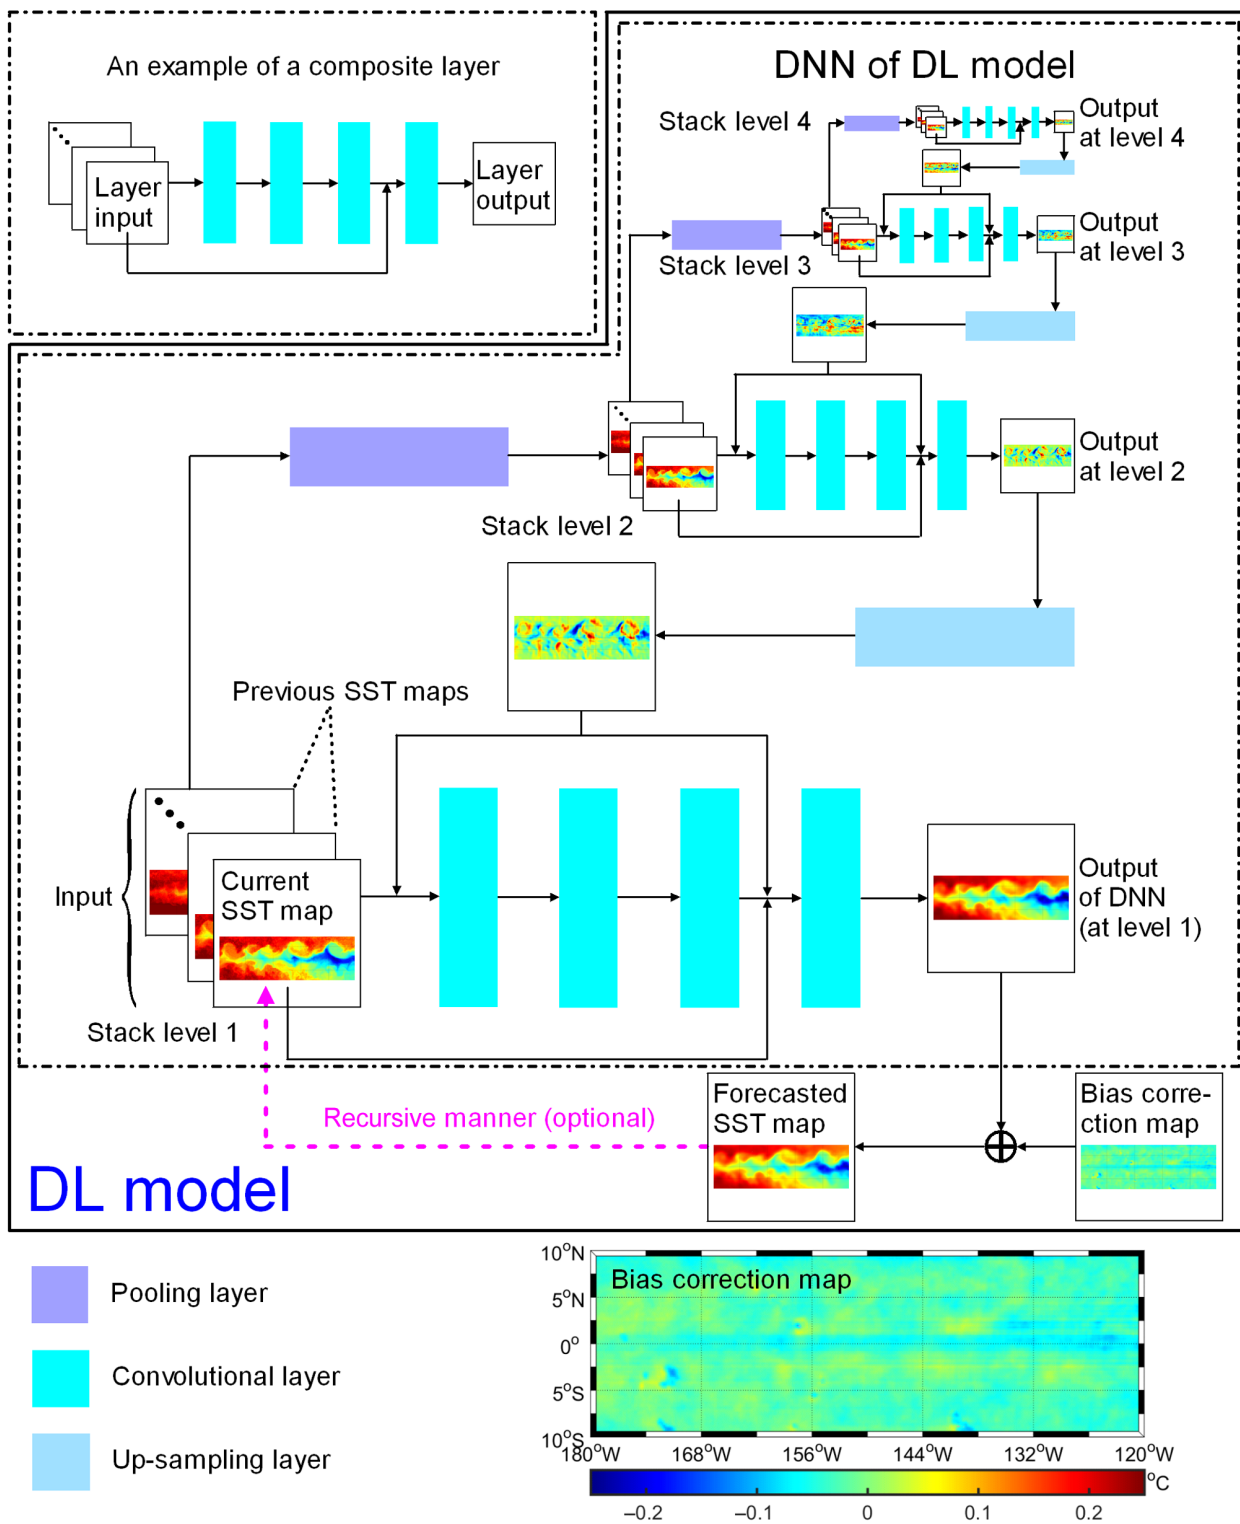 An example of a composite layer
Layer
input
Layer
output
DNN of DL model
Stack level 4
Output
at level 4
Stack level 3
Output
at level 3
Stack level 2
Output
at level 2
Previous SST maps
Input
Current
SST map
Stack level 1
Output
of DNN
(at level 1)
Recursive manner (optional)
Forecasted
SST map
Bias corre-
ction map
DL model
Pooling layer
Convolutional layer
Up-sampling layer
Bias correction map
10°N
5°N
0°
5°S
10°S
180°W 168°W 156°W 144°W 132°W 120°W
°C
–0.2 –0.1 0 0.1 0.2